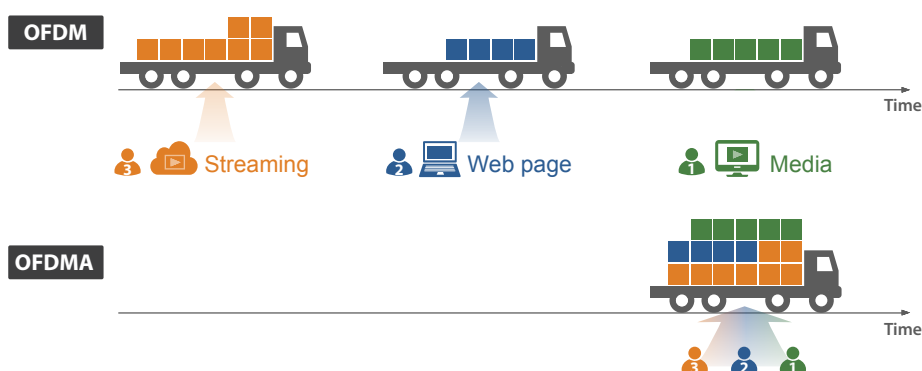 OFDM
Time
3 Streaming
2 Web page
1 Media
OFDMA
Time
3 2 1